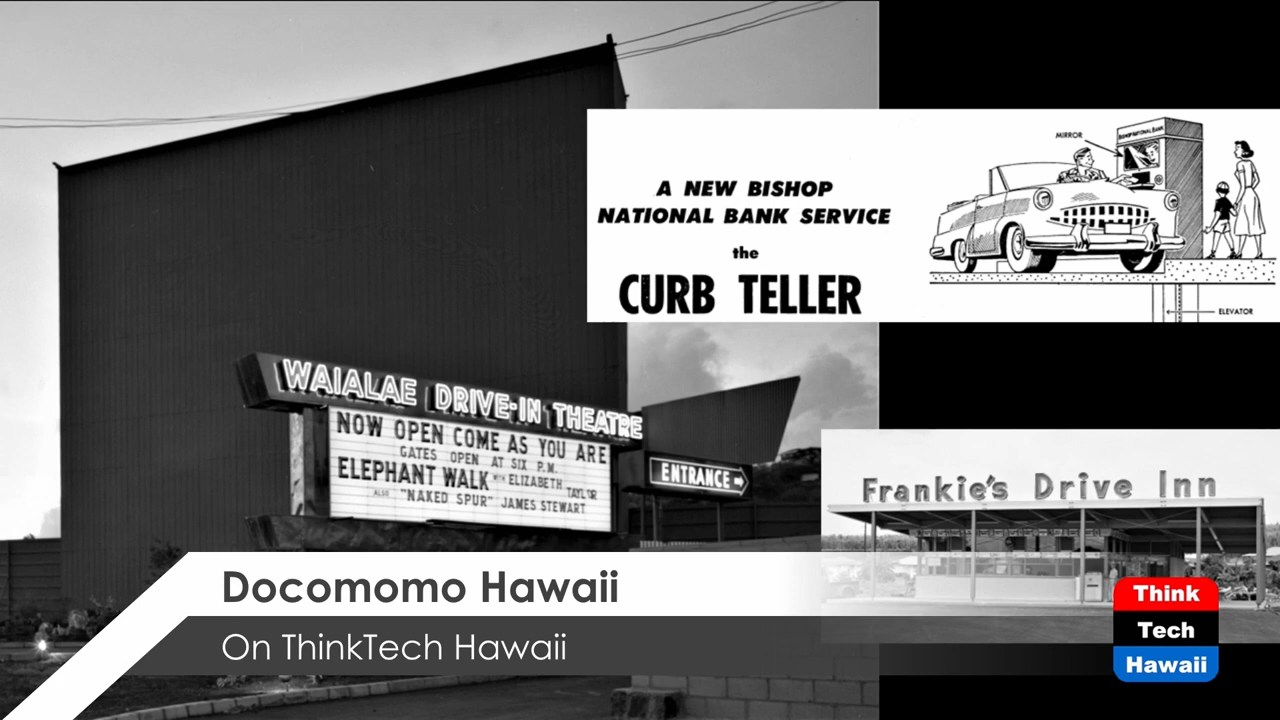 MIRROR
BISHOP NATIONAL BANK
A NEW BISHOP
NATIONAL BANK SERVICE
the
CURB TELLER
ELEVATOR
WAIALAE DRIVE-IN THEATRE
NOW OPEN COME AS YOU ARE
GATES OPEN AT SIX P.M.
ELEPHANT WALK WITH ELIZABETH TAYLOR
ALSO "NAKED SPUR" JAMES STEWART
ENTRANCE
Frankie's Drive Inn
Docomomo Hawaii
On ThinkTech Hawaii
Think
Tech
Hawaii